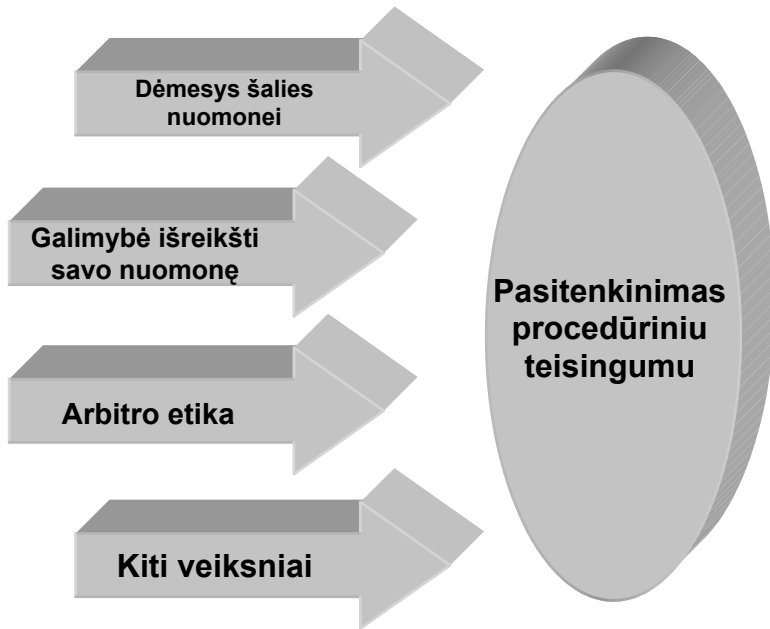 Dėmesys šalies
nuomonei
Galimybė išreikšti
savo nuomonę
Arbitro etika
Kiti veiksniai
Pasitenkinimas
procedūriniu
teisingumu